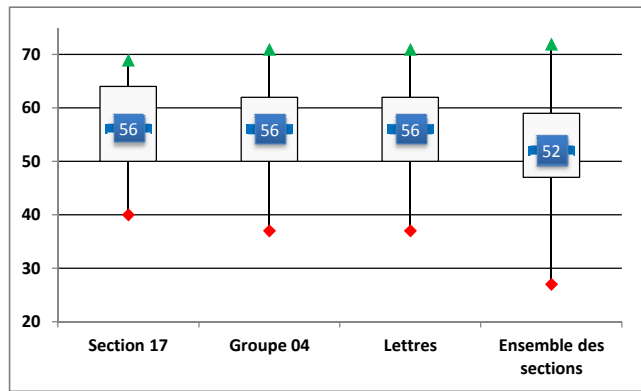 70
60
50
40
30
20
56
56
56
52
Section 17
Groupe 04
Lettres
Ensemble des
sections